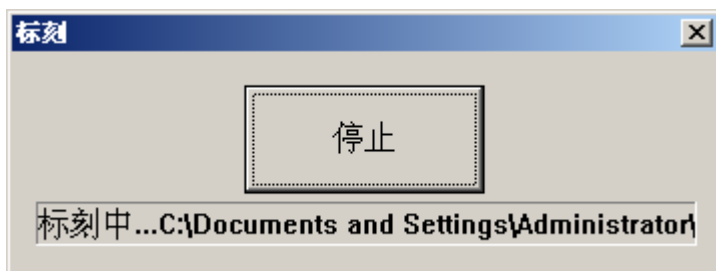 标刻
停止
标刻中...C:\Documents and Settings\Administrator\